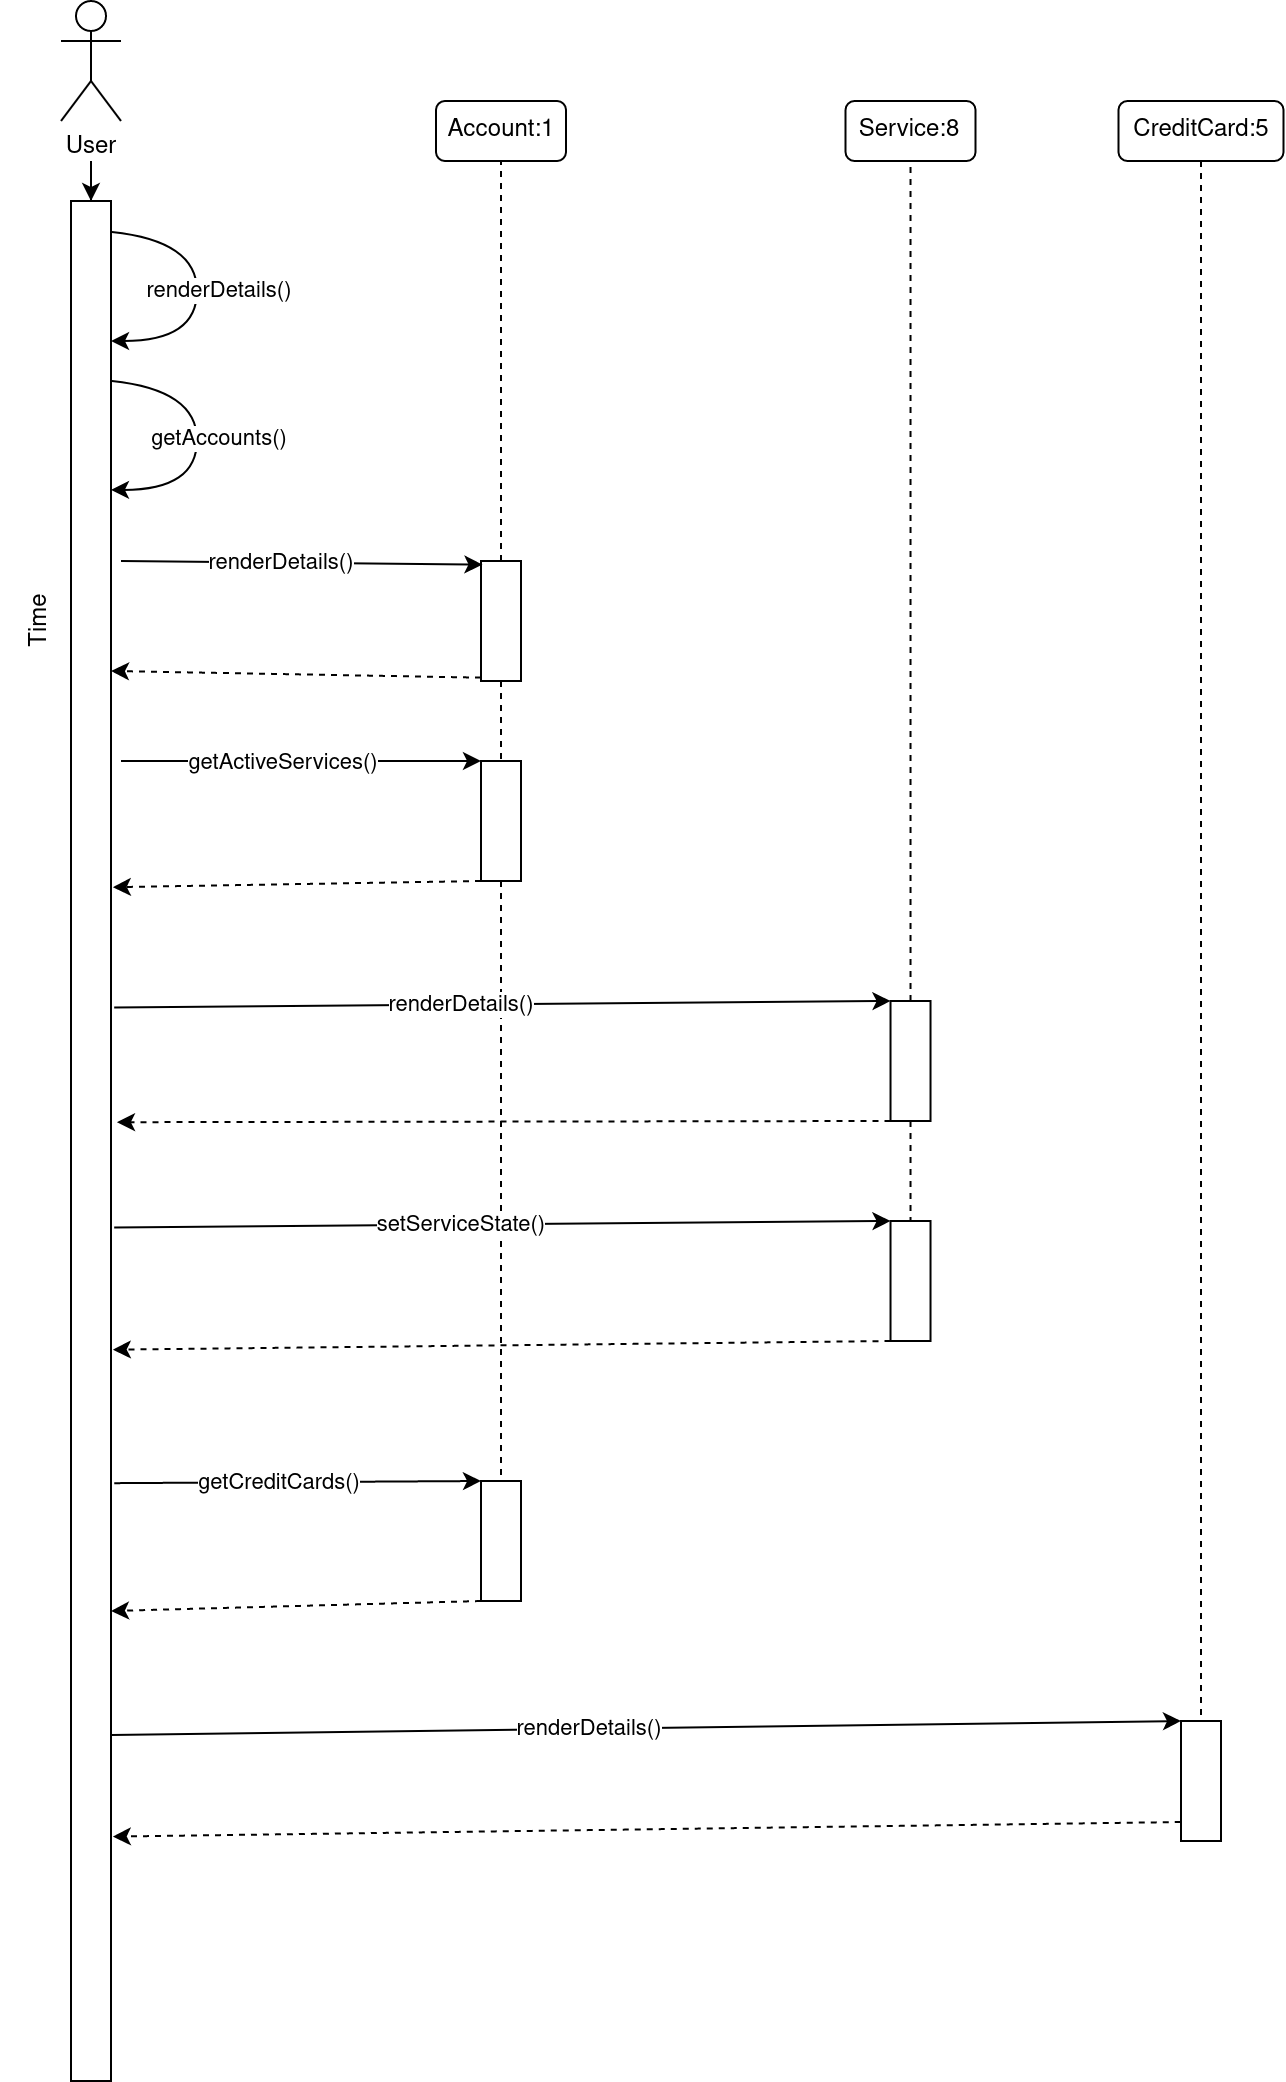 User
Account:1
Service:8
CreditCard:5
renderDetails()
getAccounts()
renderDetails()
Time
getActiveServices()
renderDetails()
setServiceState()
getCreditCards()
renderDetails()